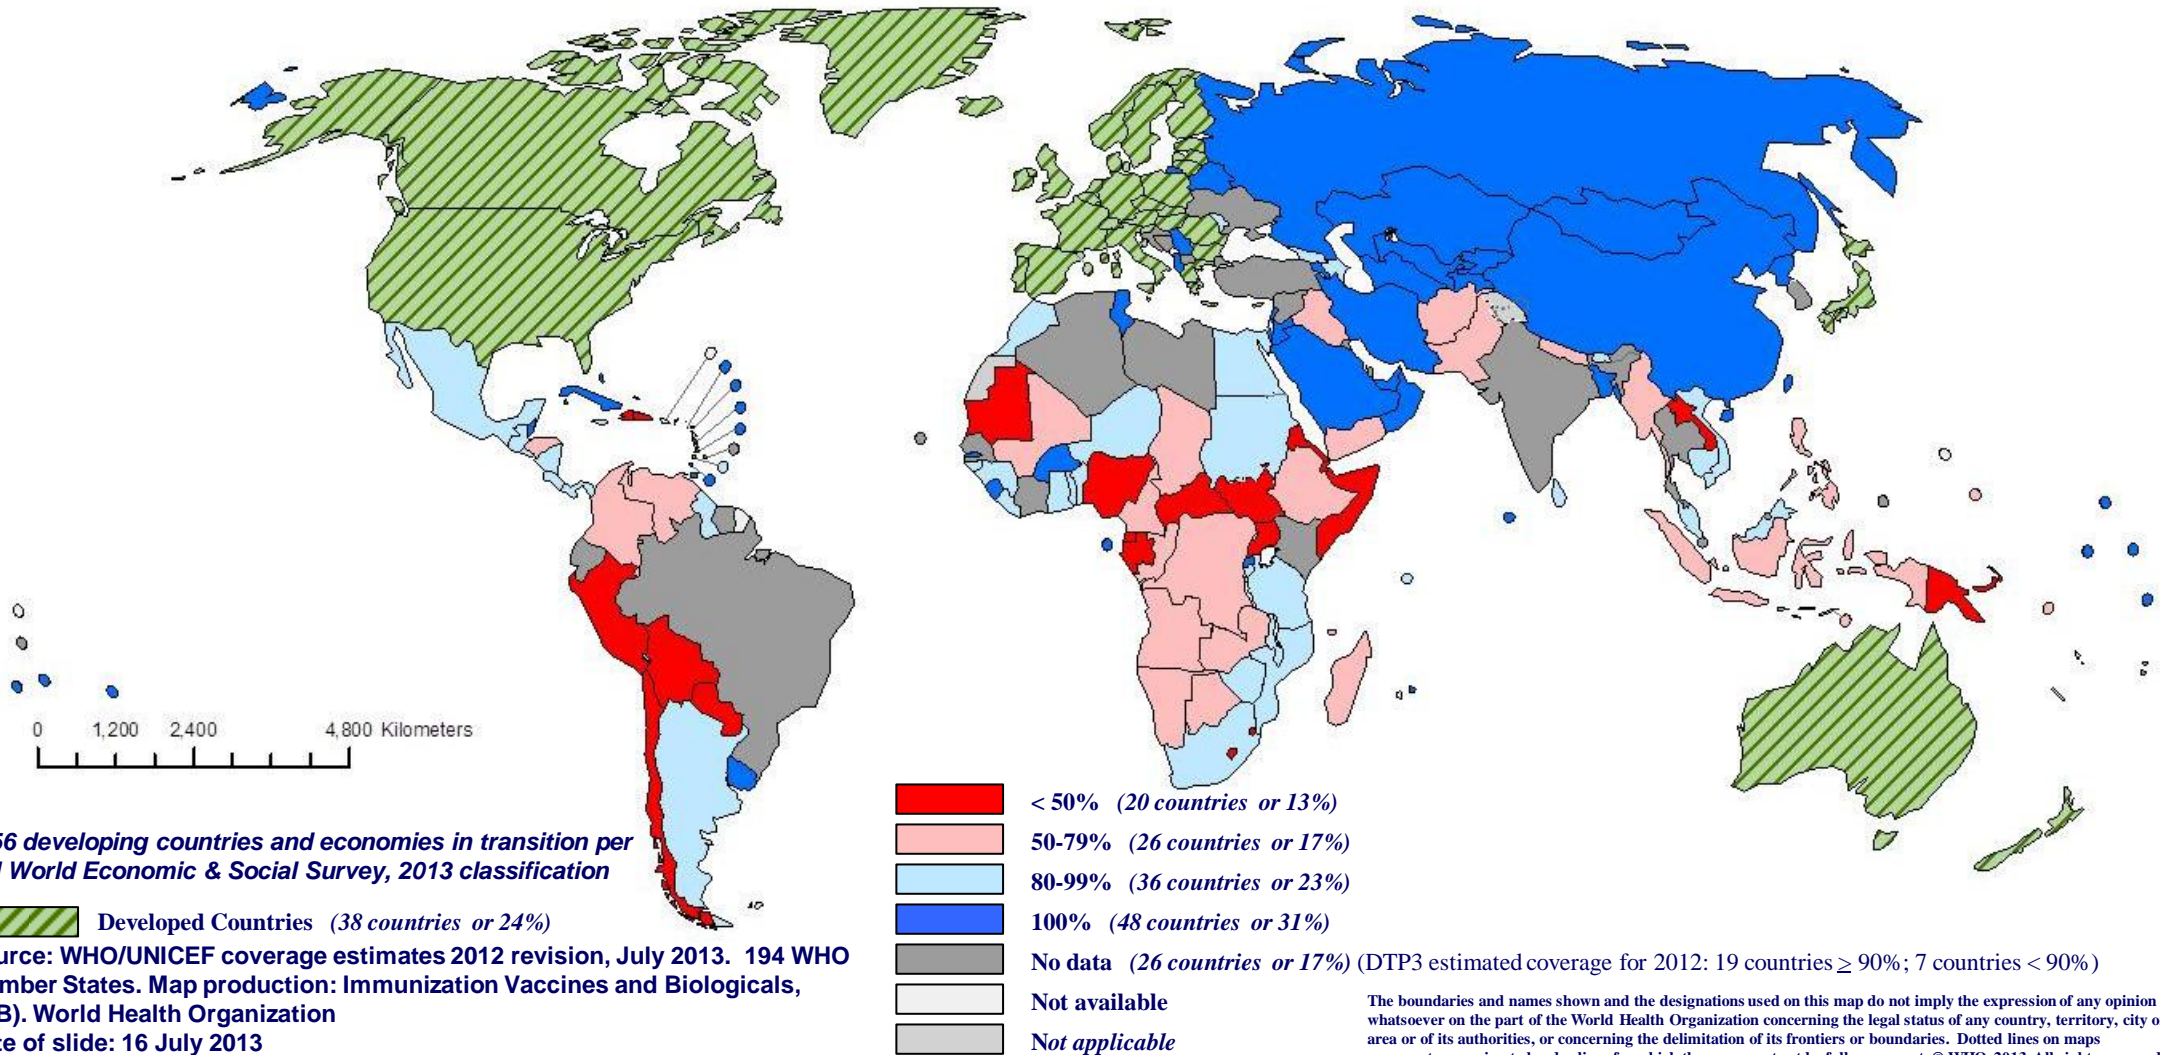 0 1,200 2,400 4,800 Kilometers
56 developing countries and economies in transition per
World Economic & Social Survey, 2013 classification
Developed Countries (38 countries or 24%)
urce: WHO/UNICEF coverage estimates 2012 revision, July 2013. 194 WHO
mber States. Map production: Immunization Vaccines and Biologicals,
B). World Health Organization
te of slide: 16 July 2013
< 50% (20 countries or 13%)
50-79% (26 countries or 17%)
80-99% (36 countries or 23%)
100% (48 countries or 31%)
No data (26 countries or 17%) (DTP3 estimated coverage for 2012: 19 countries ≥ 90%; 7 countries < 90%)
Not available
Not applicable
The boundaries and names shown and the designations used on this map do not imply the expression of any opinion
whatsoever on the part of the World Health Organization concerning the legal status of any country, territory, city o
area or of its authorities, or concerning the delimitation of its frontiers or boundaries. Dotted lines on maps